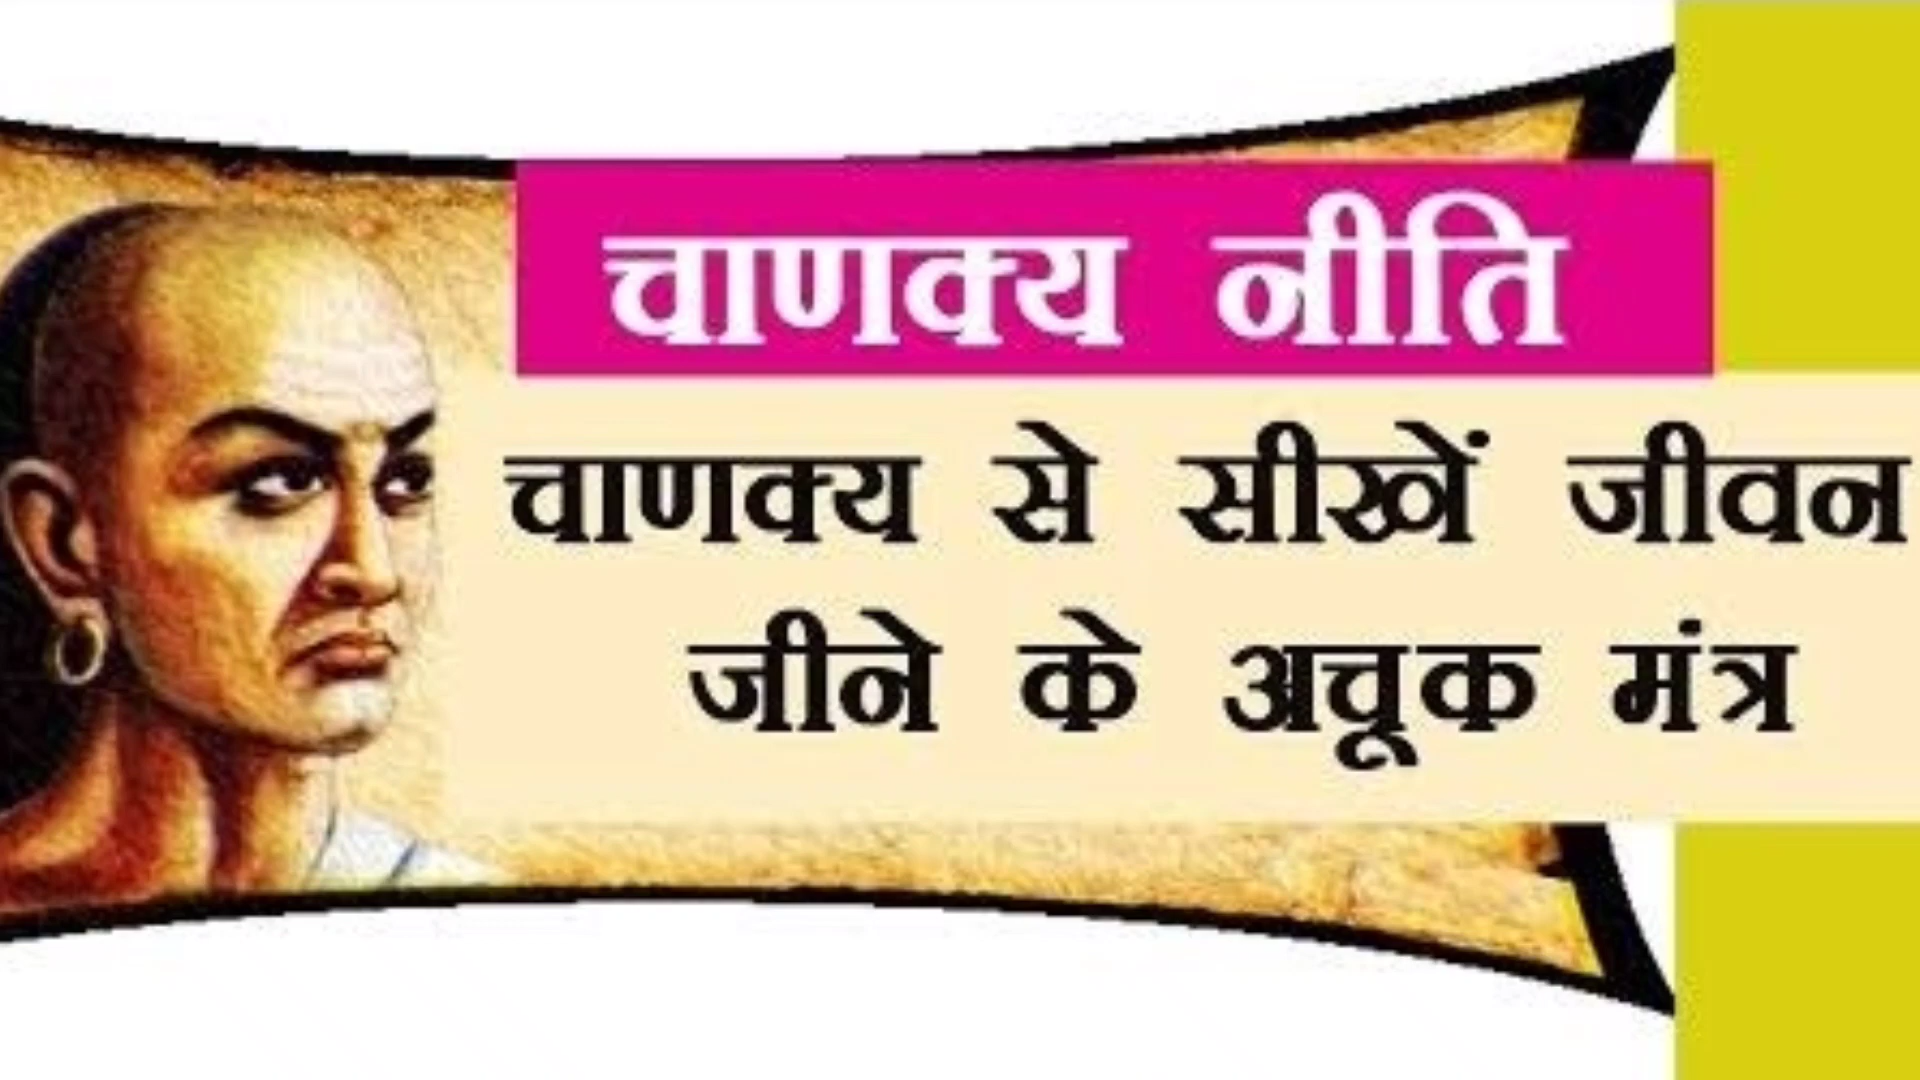 चाणक्य नीति
चाणक्य से सीखें जीवन
जीने के अचूक मंत्र